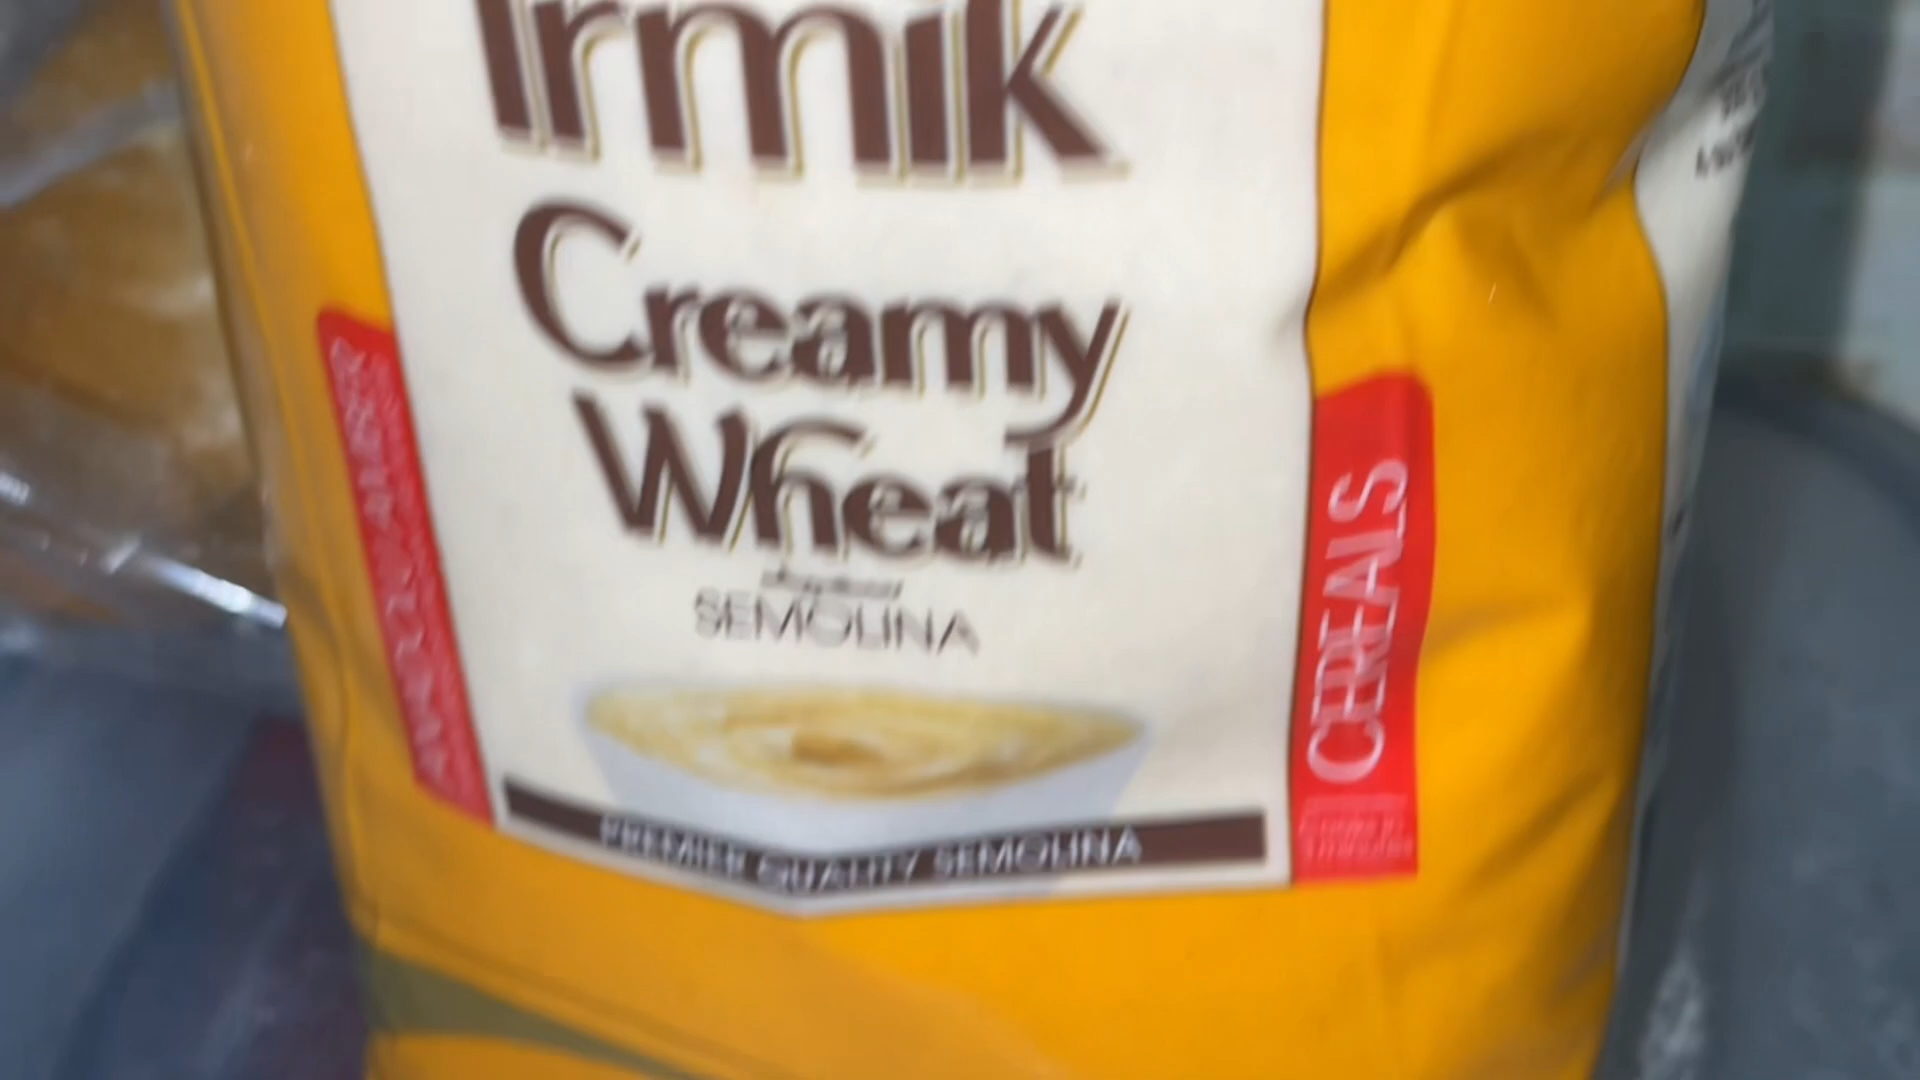 Irmik
Creamy
Wheat
SEMOLINA
PREMIER QUALITY SEMOLINA
CEREALS